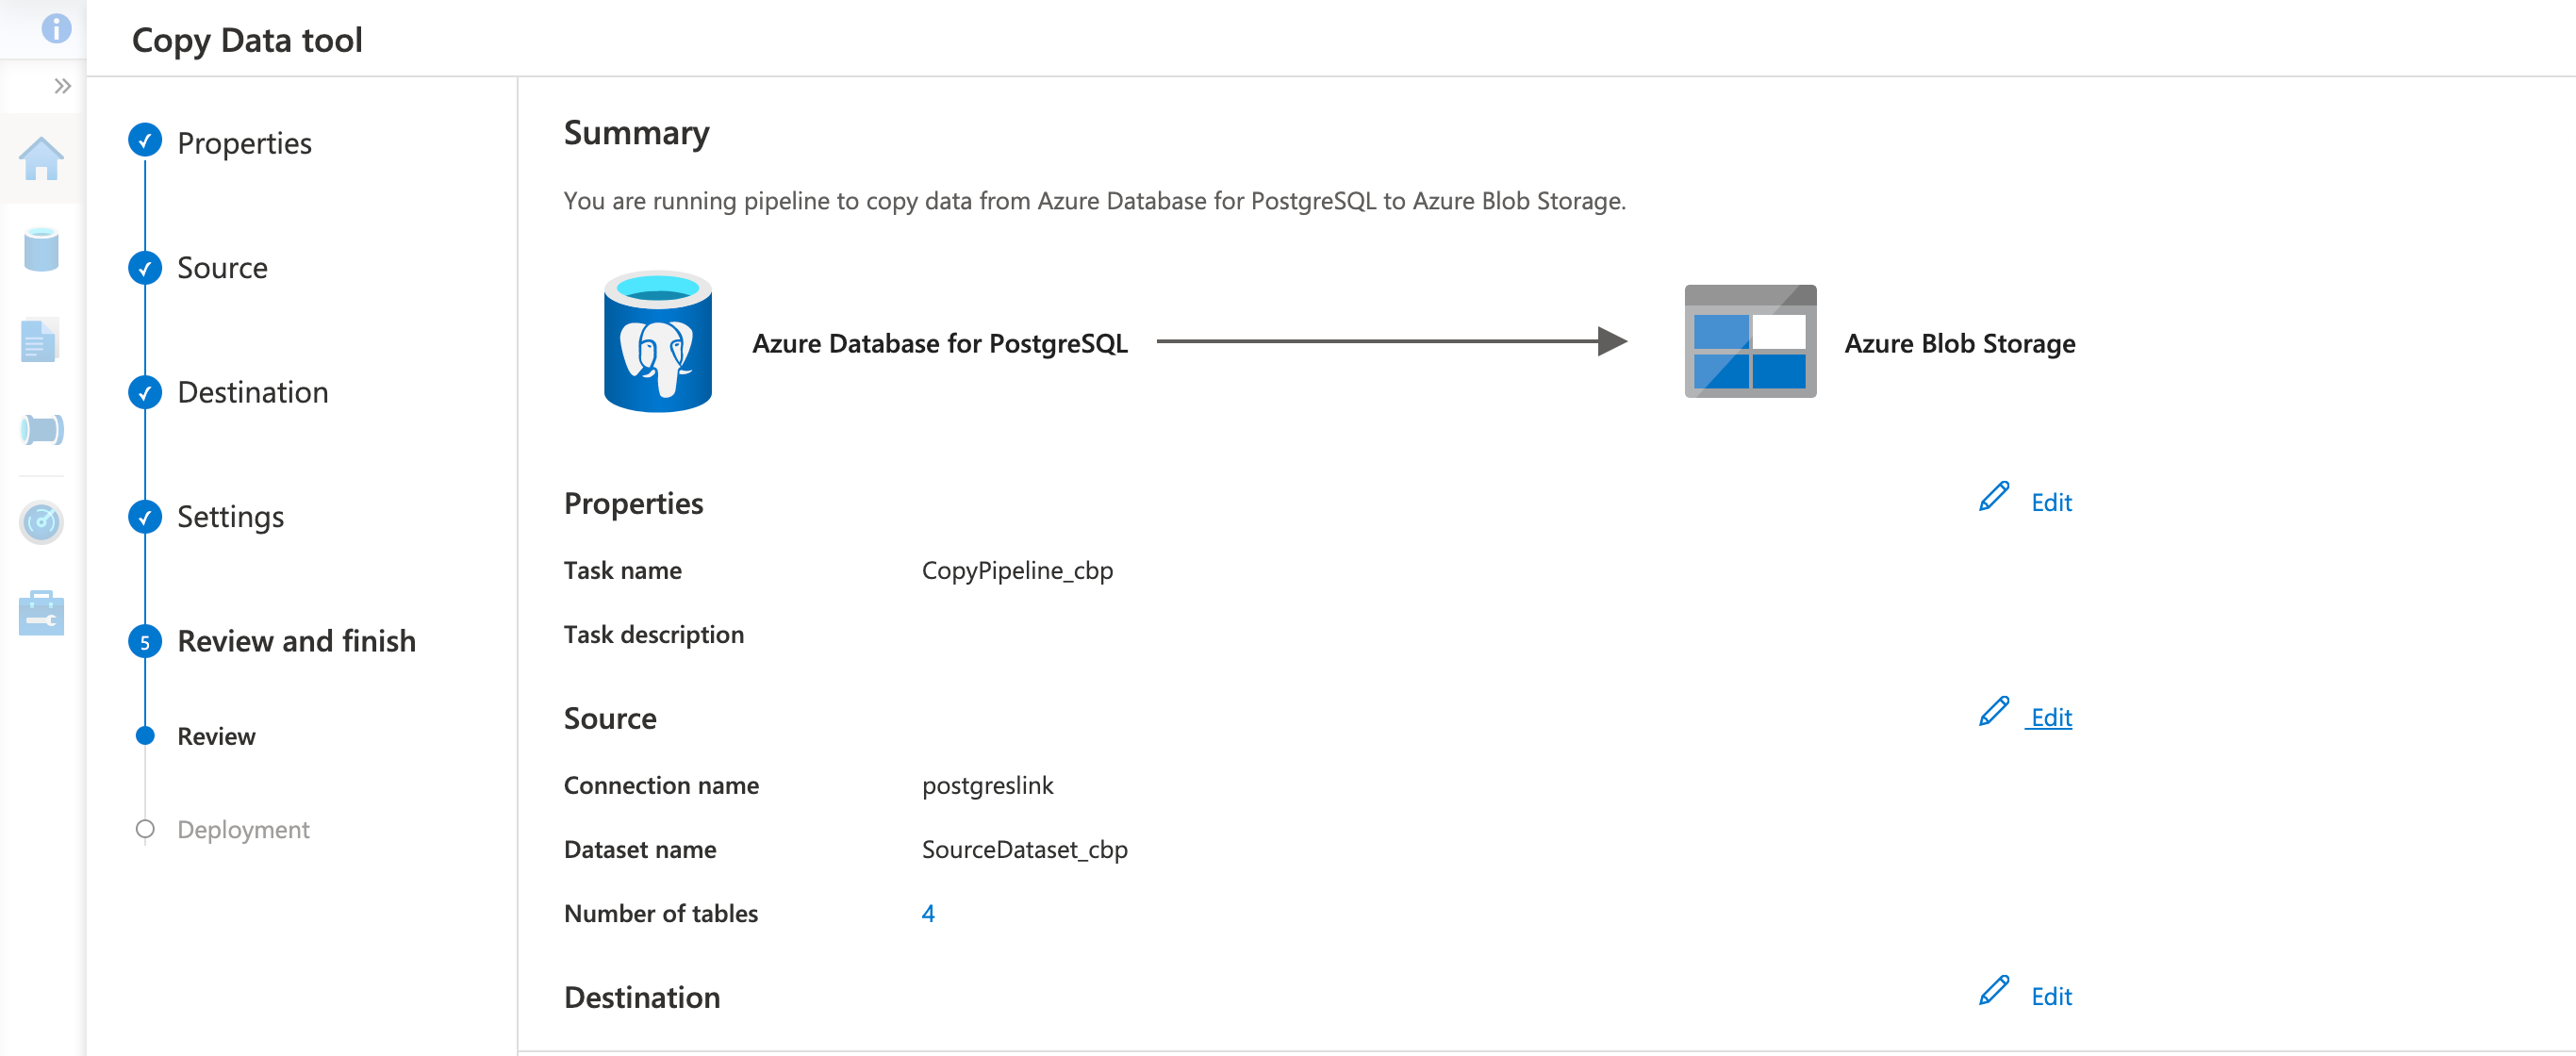 Copy Data tool
Properties
Source
Destination
Settings
5 Review and finish
Review
Deployment
Summary
You are running pipeline to copy data from Azure Database for PostgreSQL to Azure Blob Storage.
Azure Database for PostgreSQL
Azure Blob Storage
Properties
Edit
Task name CopyPipeline_cbp
Task description
Source
Edit
Connection name postgreslink
Dataset name SourceDataset_cbp
Number of tables 4
Destination
Edit